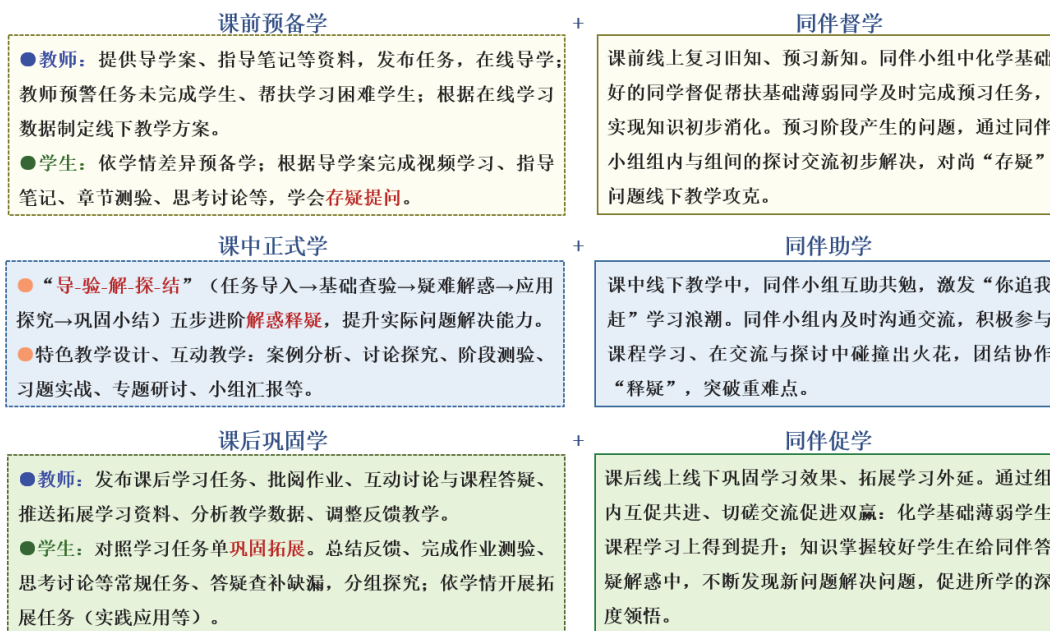 课前预备学 + 同伴督学
●教师：提供导学案、指导笔记等资料，发布任务，在线导学；
教师预警任务未完成学生、帮扶学习困难学生；根据在线学习
数据制定线下教学方案。
●学生：依学情差异预备学；根据导学案完成视频学习、指导
笔记、章节测验、思考讨论等，学会存疑提问。
课前线上复习旧知、预习新知。同伴小组中化学基础
好的同学督促帮扶基础薄弱同学及时完成预习任务，
实现知识初步消化。预习阶段产生的问题，通过同伴
小组组内与组间的探讨交流初步解决，对尚“存疑”
问题线下教学攻克。
课中正式学 + 同伴助学
●“导-验-解-探-结”（任务导入→基础查验→疑难解惑→应用
探究→巩固小结）五步进阶解惑释疑，提升实际问题解决能力。
●特色教学设计、互动教学：案例分析、讨论探究、阶段测验、
习题实战、专题研讨、小组汇报等。
课中线下教学中，同伴小组互助共勉，激发“你追我
赶”学习浪潮。同伴小组内及时沟通交流，积极参与
课程学习、在交流与探讨中碰撞出火花，团结协作
“释疑”，突破重难点。
课后巩固学 + 同伴促学
●教师：发布课后学习任务、批阅作业、互动讨论与课程答疑、
推送拓展学习资料、分析教学数据、调整反馈教学。
●学生：对照学习任务单巩固拓展。总结反馈、完成作业测验、
思考讨论等常规任务、答疑查补缺漏，分组探究；依学情开展拓
展任务（实践应用等）。
课后线上线下巩固学习效果、拓展学习外延。通过组
内互促共进、切磋交流促进双赢：化学基础薄弱学生
课程学习上得到提升；知识掌握较好学生在给同伴答
疑解惑中，不断发现新问题解决问题，促进所学的深
度领悟。